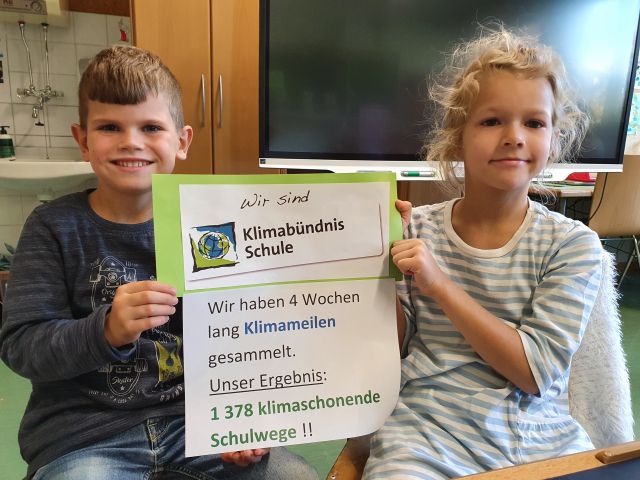 Wir sind
Klimabündnis
Schule
Wir haben 4 Wochen
lang Klimameilen
gesammelt.
Unser Ergebnis:
1 378 klimaschonende
Schulwege !!